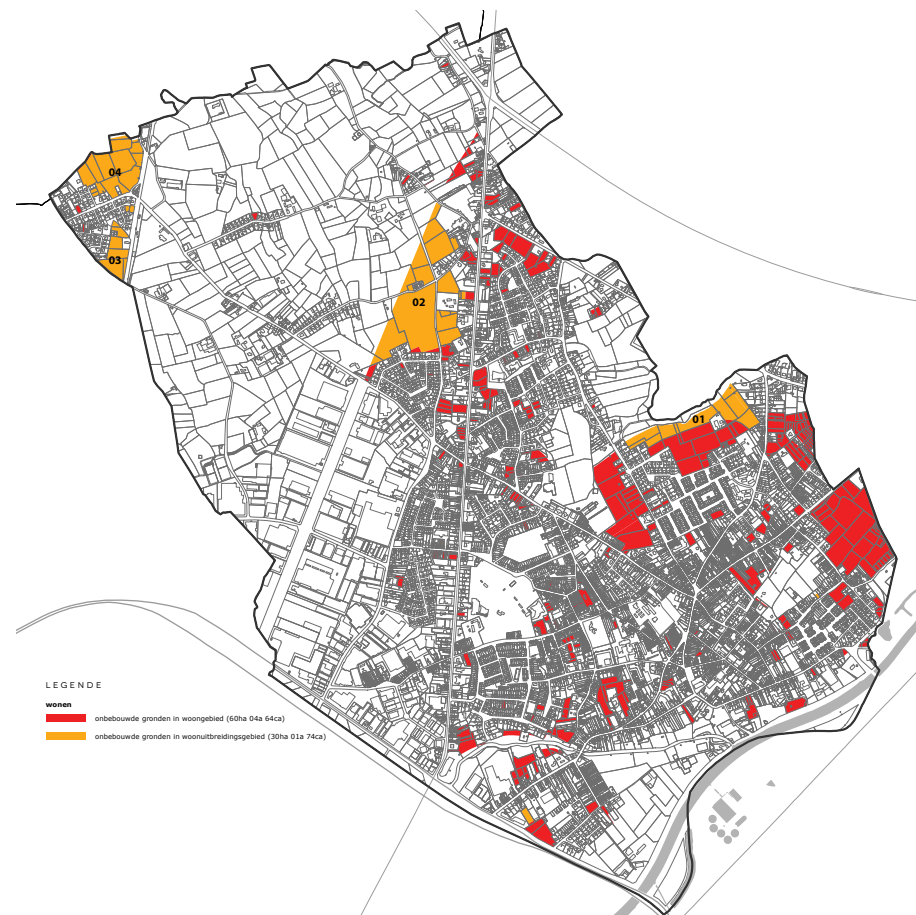 04
03
02
01
LEGENDE
wonen
onbebouwde gronden in woongebied (60ha 04a 64ca)
onbebouwde gronden in woonuitbreidingsgebied (30ha 01a 74ca)